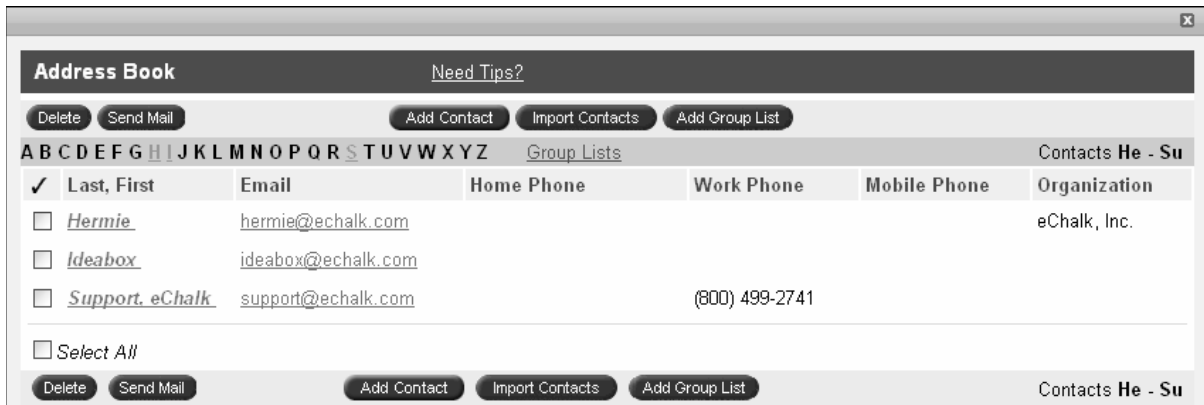 Address Book Need Tips?
Delete Send Mail Add Contact Import Contacts Add Group List
A B C D E F G H I J K L M N O P Q R S T U V W X Y Z Group Lists Contacts He - Su
✓ Last, First Email Home Phone Work Phone Mobile Phone Organization
Hermie hermie@echalk.com eChalk, Inc.
Ideabox ideabox@echalk.com
Support, eChalk support@echalk.com (800) 499-2741
Select All
Delete Send Mail Add Contact Import Contacts Add Group List Contacts He - Su